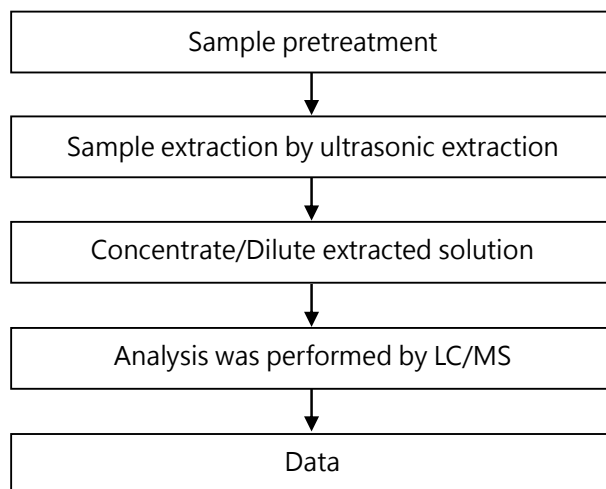 Sample pretreatment
Sample extraction by ultrasonic extraction
Concentrate/Dilute extracted solution
Analysis was performed by LC/MS
Data